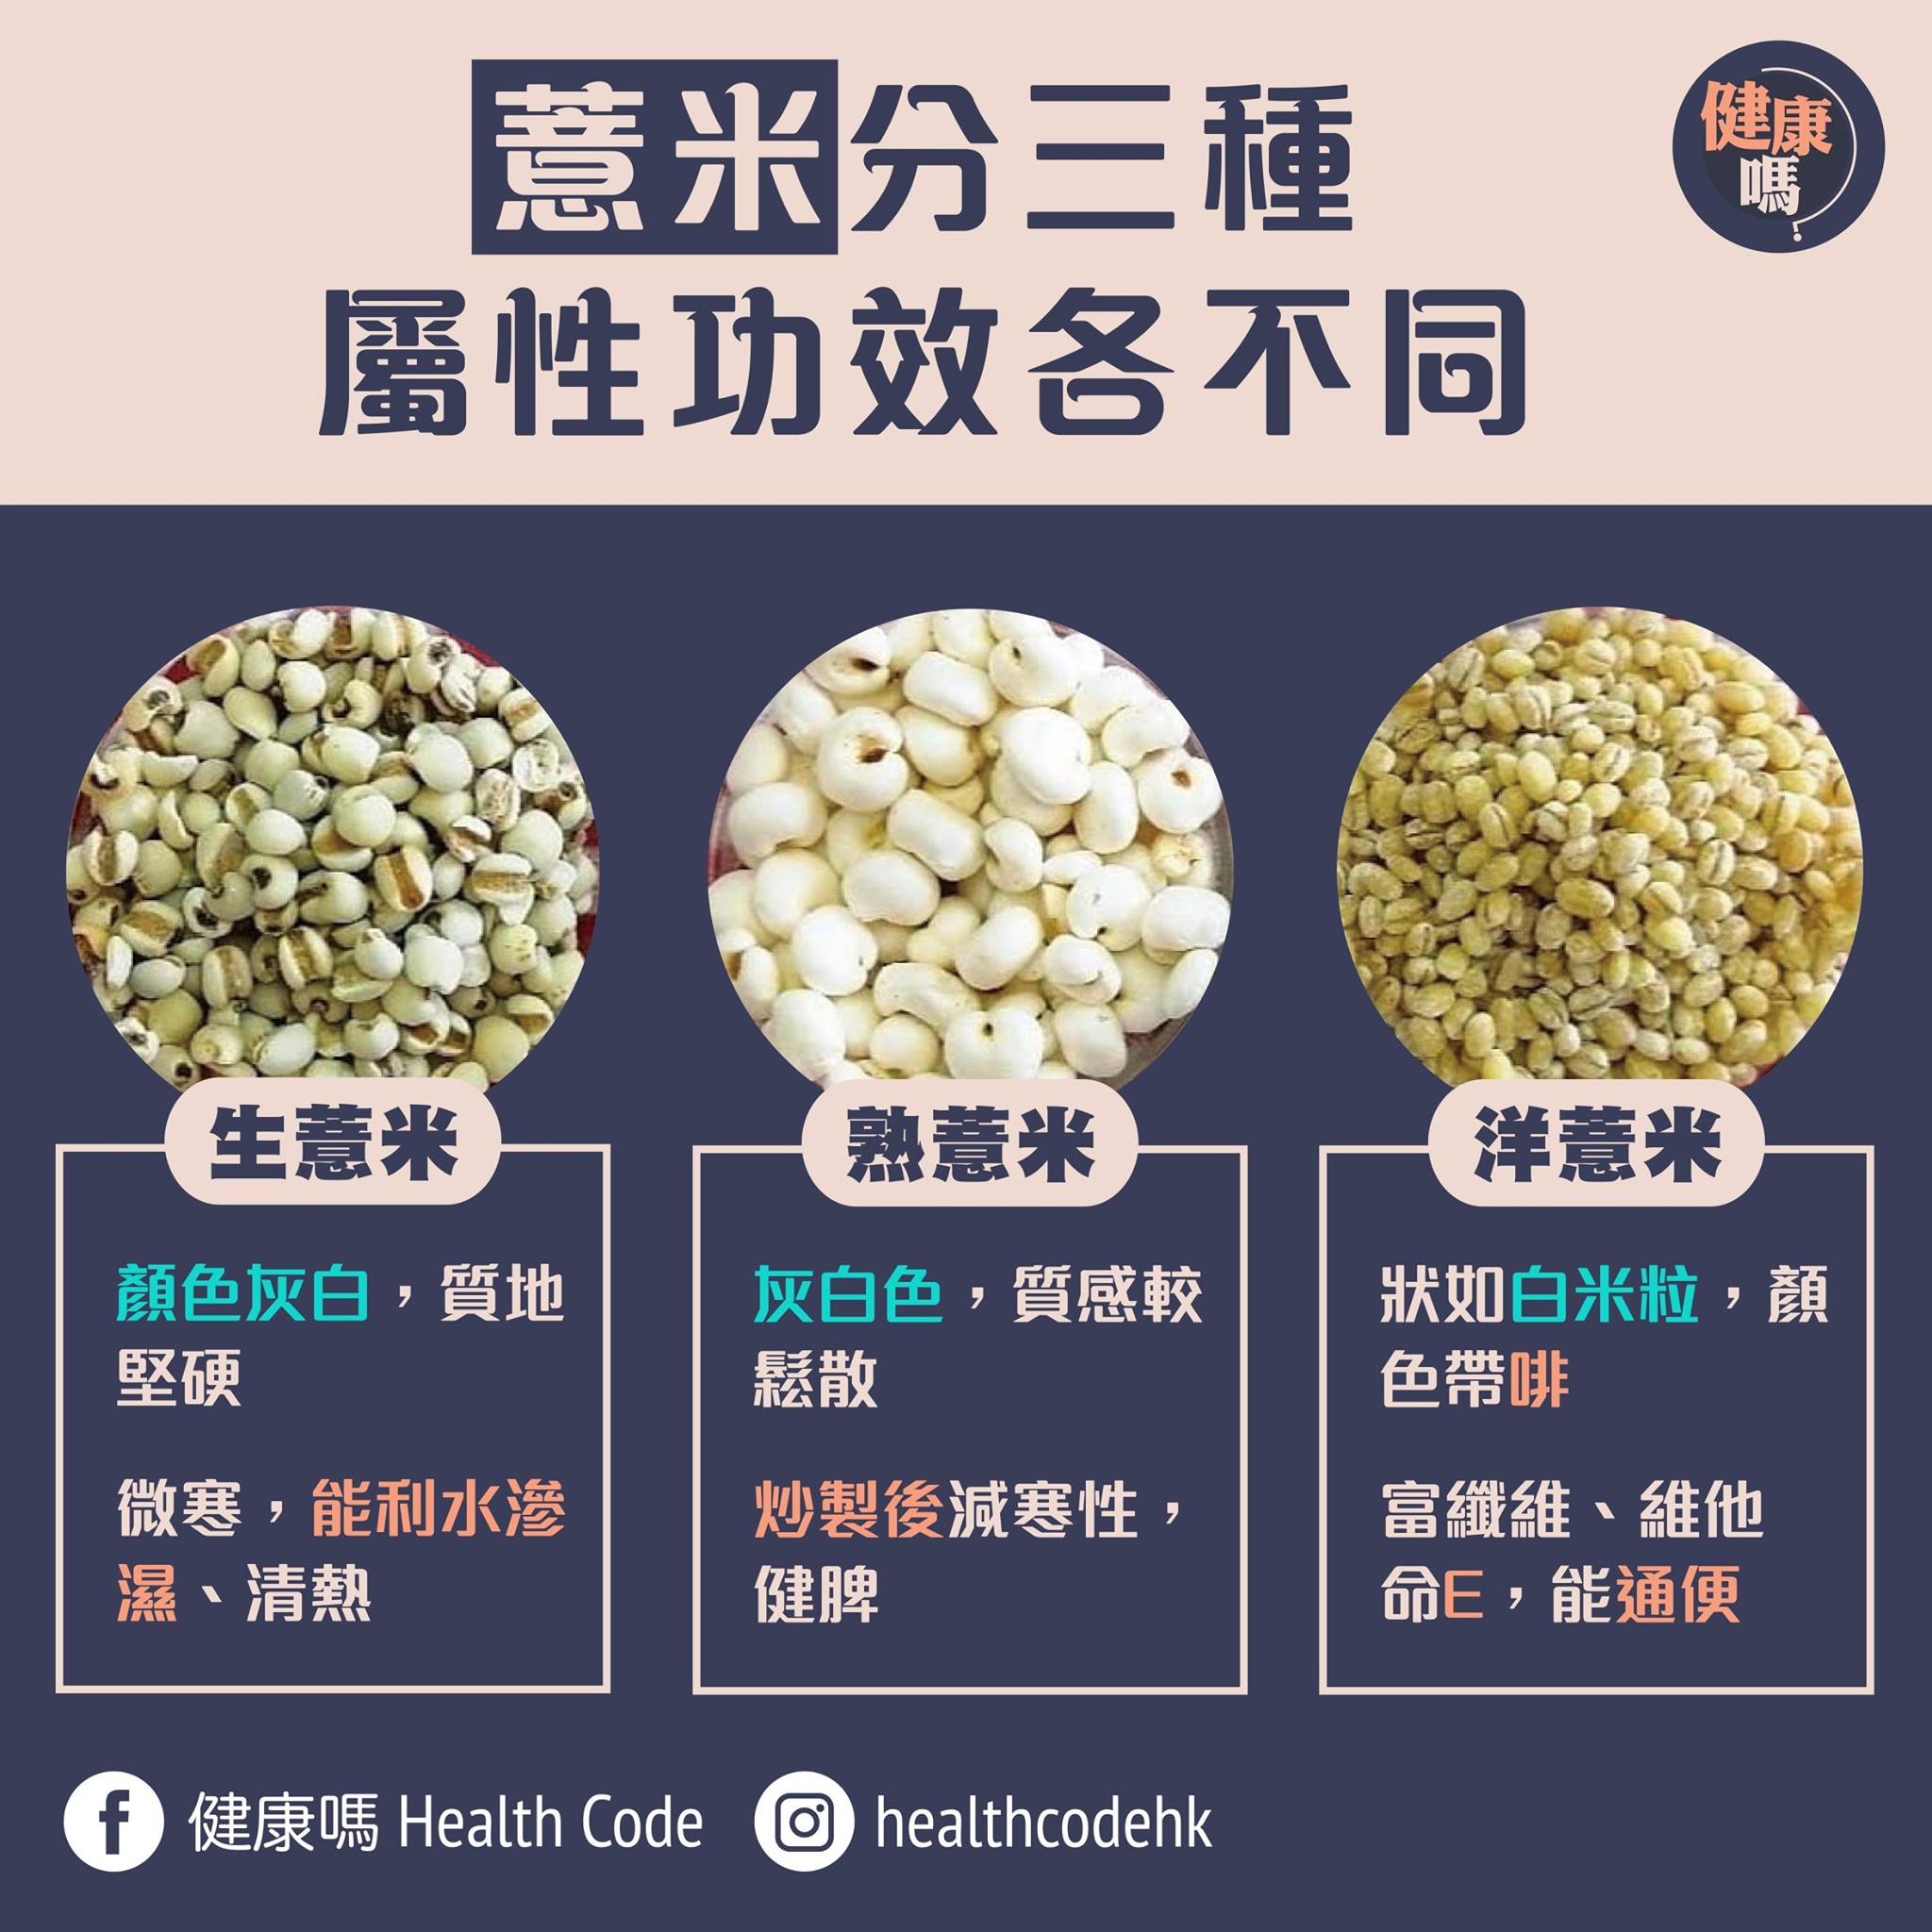 薏米分三種
屬性功效各不同
健康
嗎?
生薏米
顏色灰白，質地
堅硬
微寒，能利水滲
濕、清熱
熟薏米
灰白色，質感較
鬆散
炒製後減寒性，
健脾
洋薏米
狀如白米粒，顏
色帶啡
富纖維、維他
命E，能通便
健康嗎 Health Code
healthcodehk